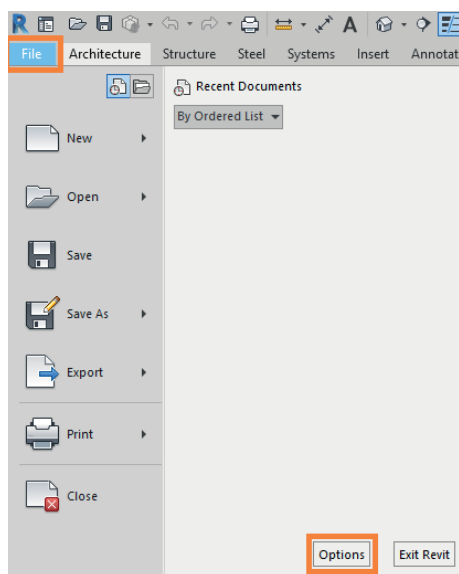 R
A
File Architecture Structure Steel Systems Insert Annotat
Recent Documents
By Ordered List
New
Open
Save
Save As
Export
Print
Close
Options Exit Revit